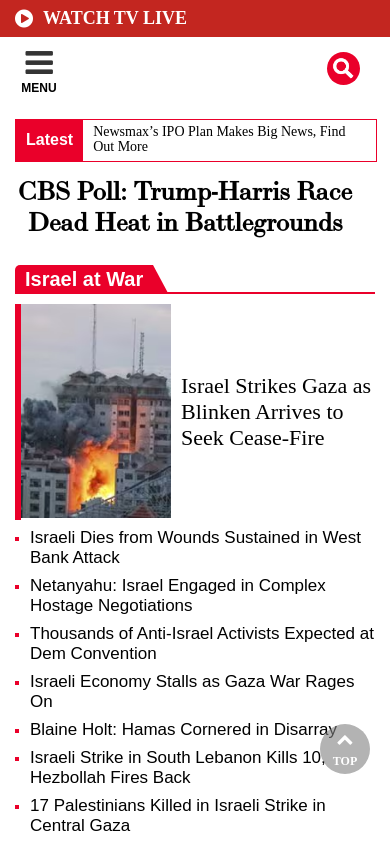 WATCH TV LIVE
MENU
Latest
Newsmax’s IPO Plan Makes Big News, Find
Out More
CBS Poll: Trump-Harris Race
Dead Heat in Battlegrounds
Israel at War
Israel Strikes Gaza as
Blinken Arrives to
Seek Cease-Fire
Israeli Dies from Wounds Sustained in West
Bank Attack
Netanyahu: Israel Engaged in Complex
Hostage Negotiations
Thousands of Anti-Israel Activists Expected at
Dem Convention
Israeli Economy Stalls as Gaza War Rages
On
Blaine Holt: Hamas Cornered in Disarray
Israeli Strike in South Lebanon Kills 10,
Hezbollah Fires Back
TOP
17 Palestinians Killed in Israeli Strike in
Central Gaza